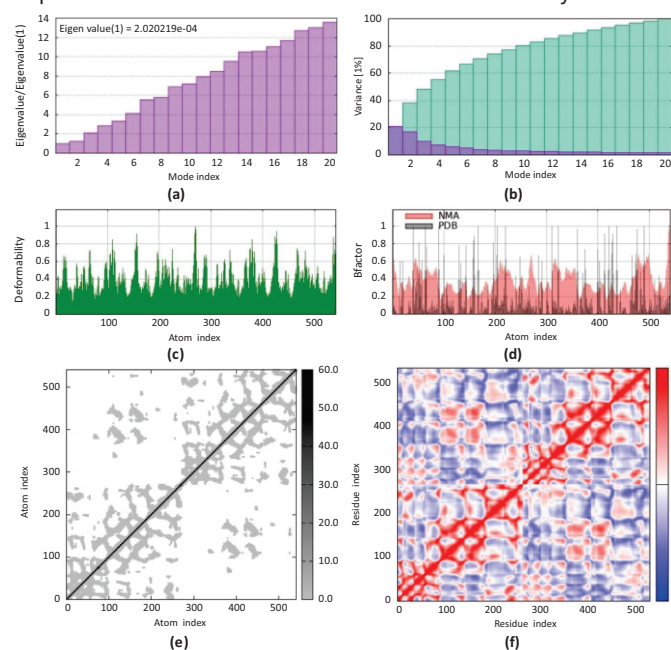 Eigenvalue/Eigenvalue(1)
Eigen value(1) = 2.020219e-04
14
12
10
8
6
4
2
0
2 4 6 8 10 12 14 16 18 20
Mode index
(a)
Variance [1%]
100
80
60
40
20
0
2 4 6 8 10 12 14 16 18 20
Mode index
(b)
Deformability
1
0.8
0.6
0.4
0.2
0
100 200 300 400 500
Atom index
(c)
Bfactor
NMA
PDB
1
0.8
0.6
0.4
0.2
0
100 200 300 400 500
Atom index
(d)
Atom index
500
400
300
200
100
0
0 100 200 300 400 500
Atom index
60.0
50.0
40.0
30.0
20.0
10.0
0.0
(e)
Residue index
500
400
300
200
100
0
0 100 200 300 400 500
Residue index
(f)